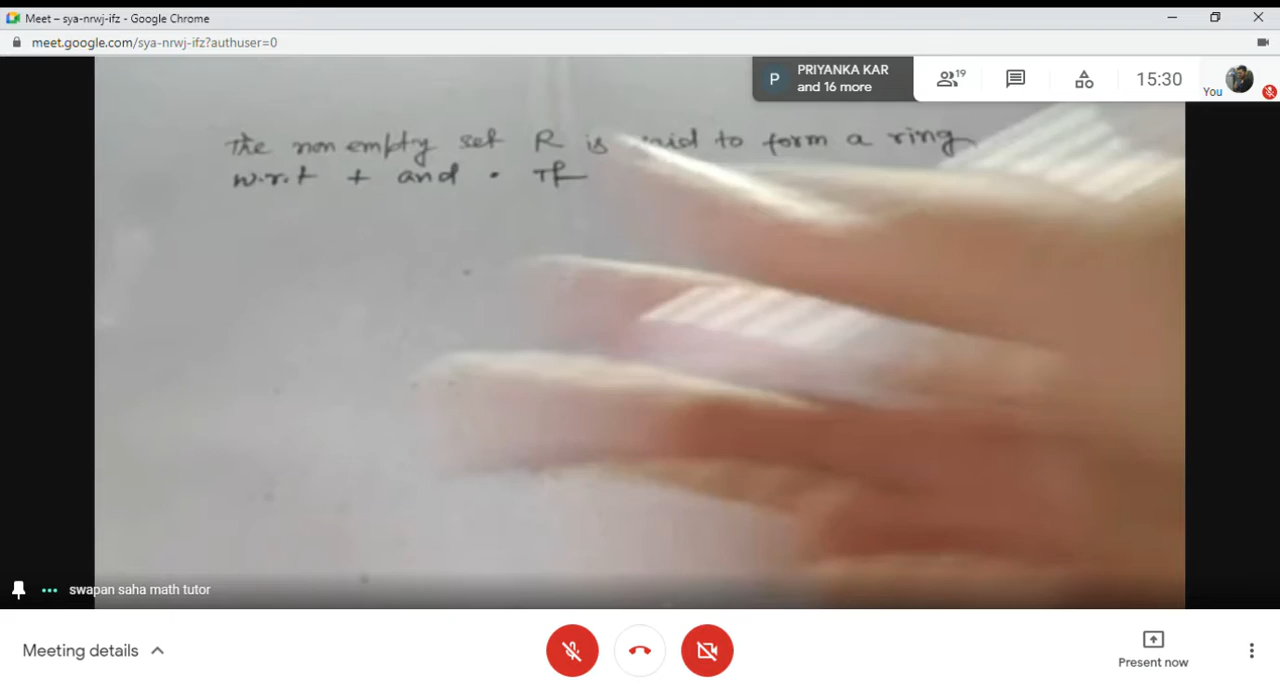 Meet – sya-nrwj-ifz - Google Chrome
meet.google.com/sya-nrwj-ifz?authuser=0
PRIYANKA KAR
and 16 more
P
19
15:30
You
The non empty set R is said to form a ring
w.r.t + and . If
swapan saha math tutor
Meeting details
Present now